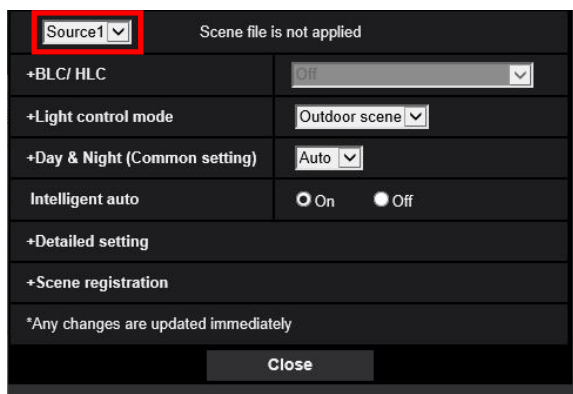 Source1 Scene file is not applied
+BLC/ HLC Off
+Light control mode Outdoor scene
+Day & Night (Common setting) Auto
Intelligent auto On Off
+Detailed setting
+Scene registration
*Any changes are updated immediately
Close